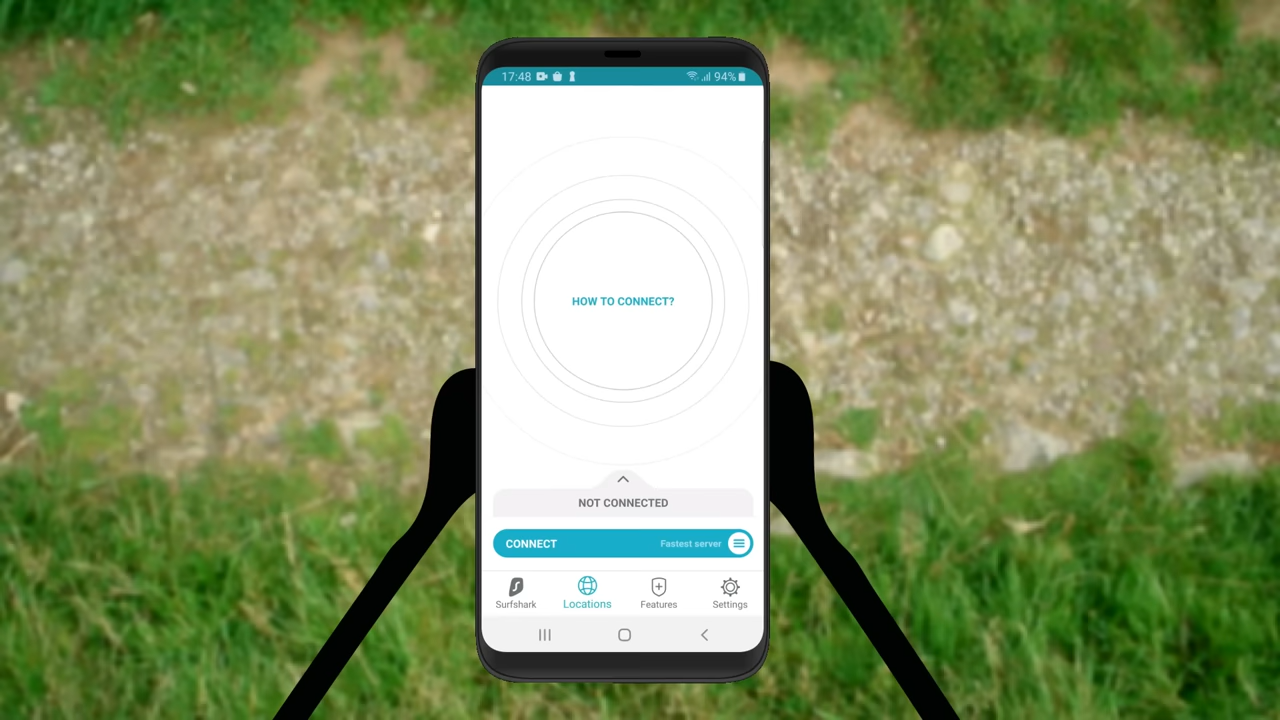 17:48 94%
HOW TO CONNECT?
NOT CONNECTED
CONNECT Fastest server
Surfshark Locations Features Settings